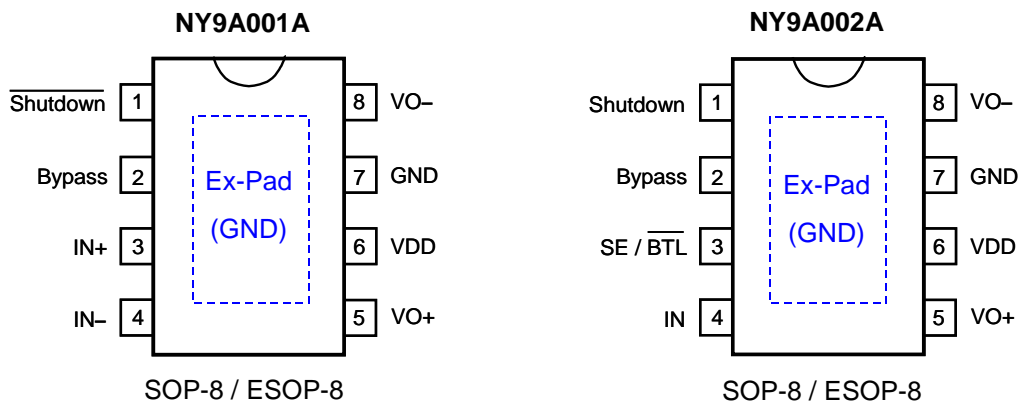 NY9A001A
Shutdown 1
8 VO–
Bypass 2
7 GND
IN+ 3
6 VDD
IN– 4
5 VO+
Ex-Pad
(GND)
SOP-8 / ESOP-8
NY9A002A
Shutdown 1
8 VO–
Bypass 2
7 GND
SE / BTL 3
6 VDD
IN 4
5 VO+
Ex-Pad
(GND)
SOP-8 / ESOP-8